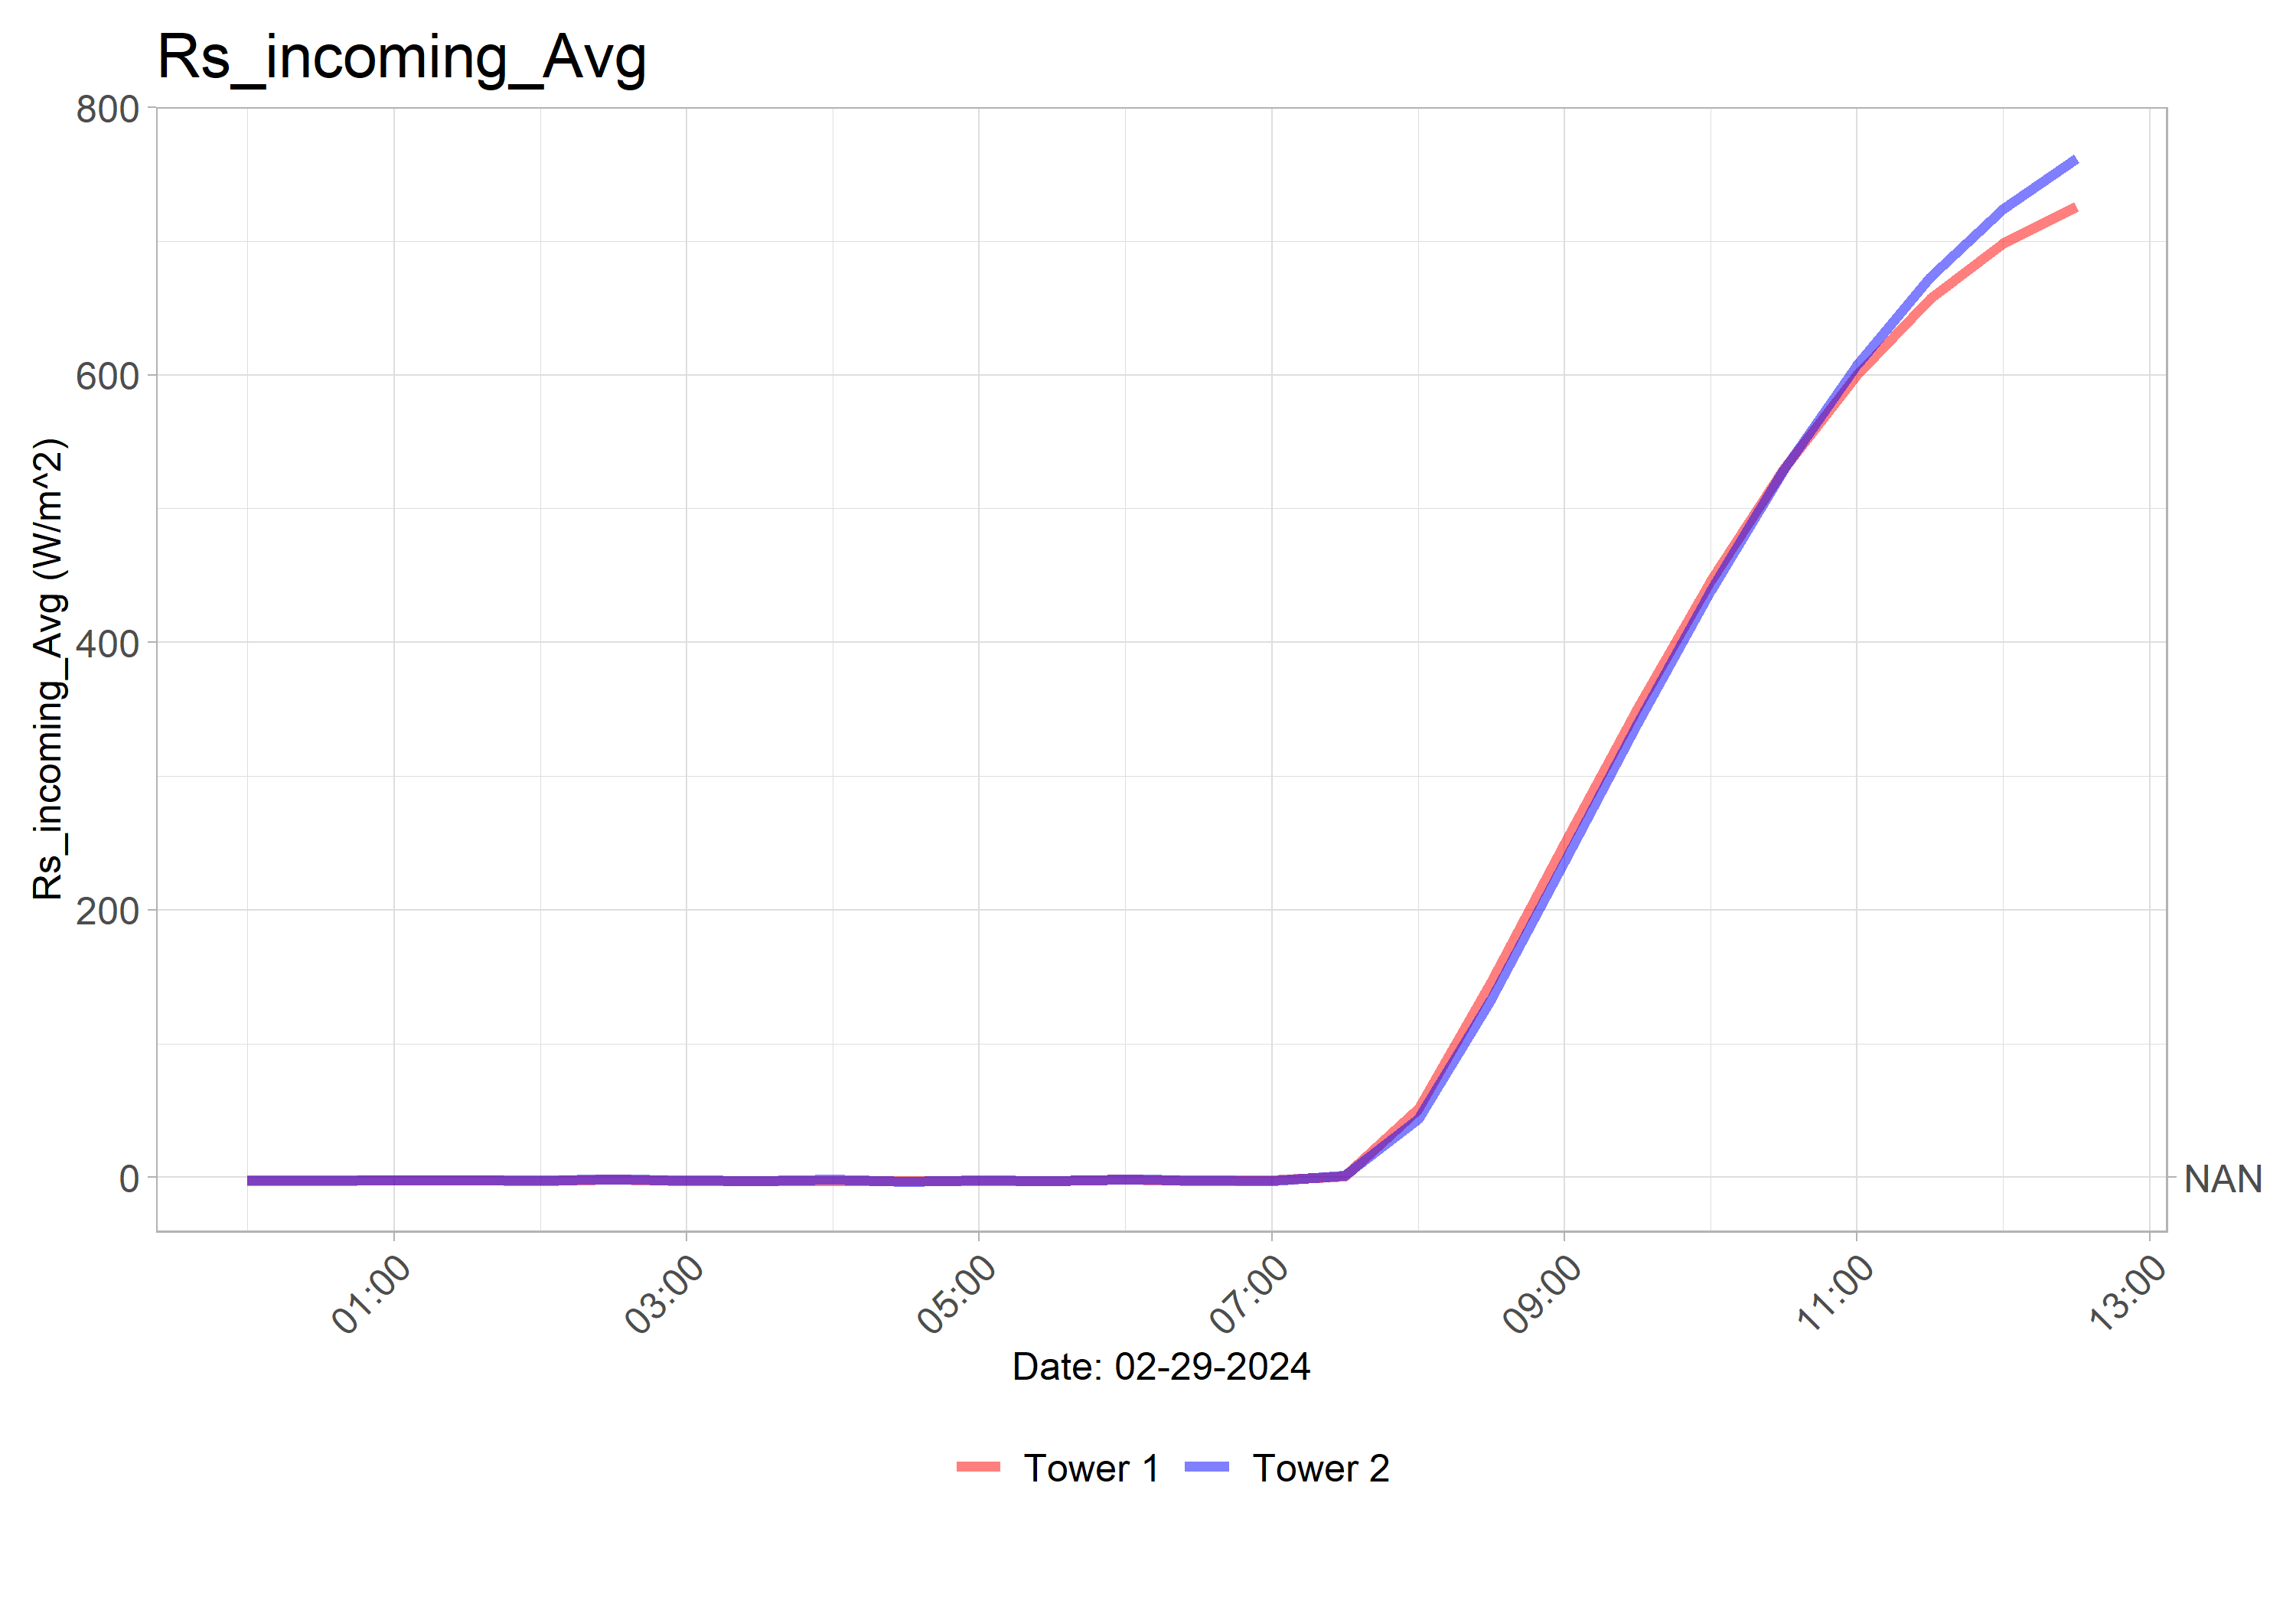 Rs_incoming_Avg
Rs_incoming_Avg (W/m^2)
800
600
400
200
0
NAN
01:00
03:00
05:00
07:00
09:00
11:00
13:00
Date: 02-29-2024
Tower 1
Tower 2